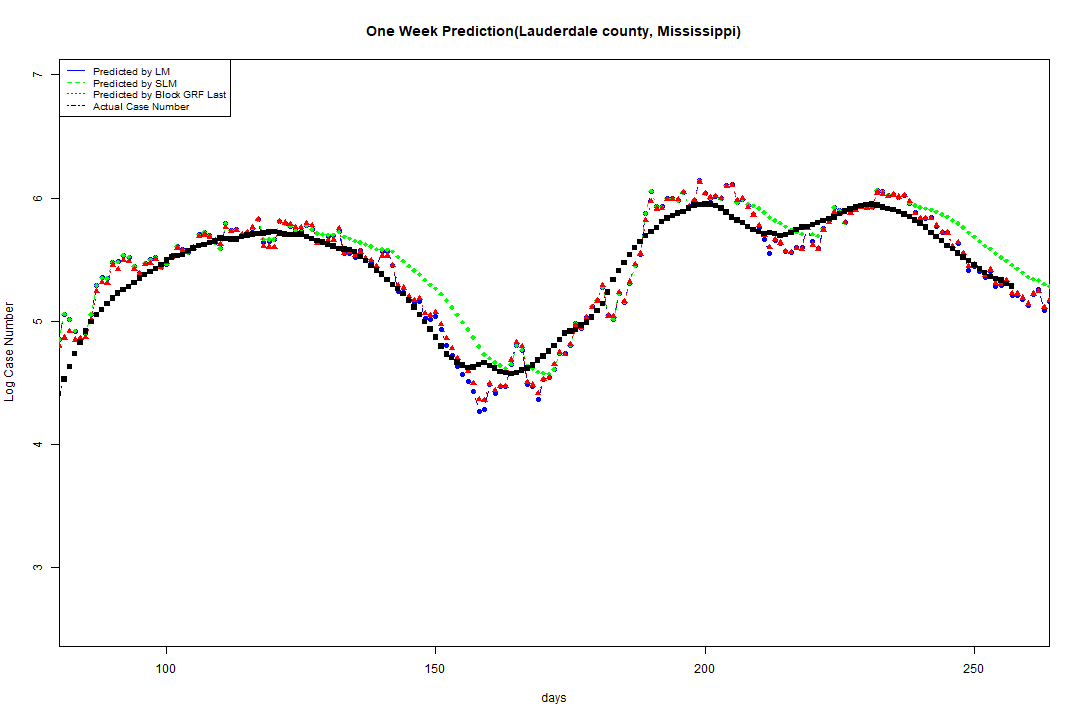 One Week Prediction(Lauderdale county, Mississippi)
Predicted by LM
Predicted by SLM
Predicted by Block GRF Last
Actual Case Number
7
6
5
4
3
Log Case Number
100 150 200 250
days